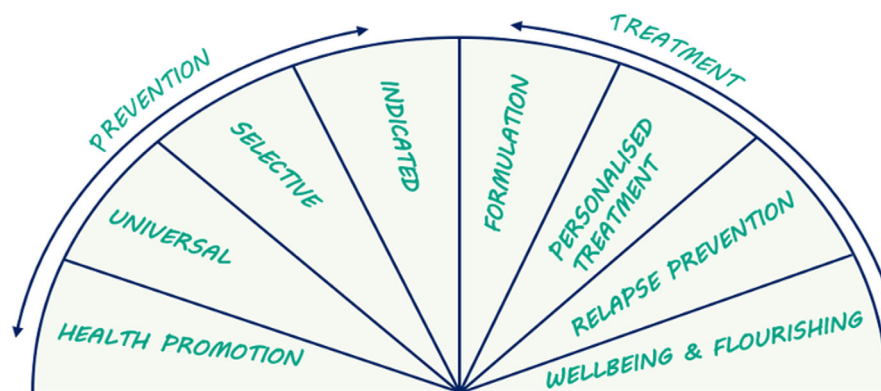 PREVENTION
TREATMENT
HEALTH PROMOTION
UNIVERSAL
SELECTIVE
INDICATED
FORMULATION
PERSONALISED
TREATMENT
RELAPSE PREVENTION
WELLBEING & FLOURISHING